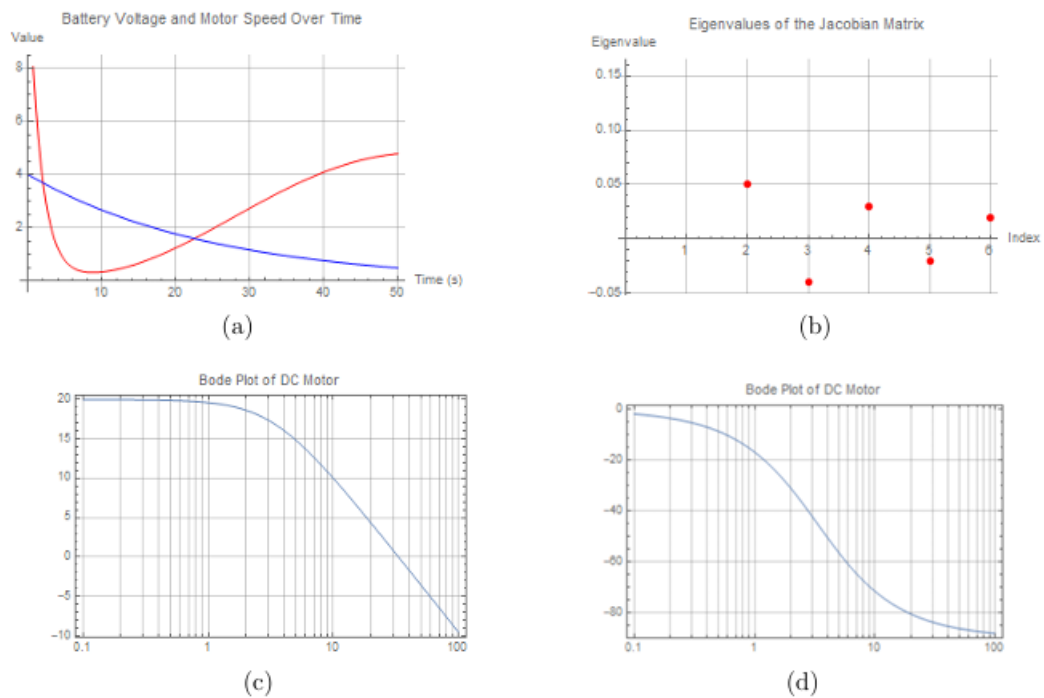 Battery Voltage and Motor Speed Over Time
Value
8
6
4
2
10 20 30 40 50 Time (s)
(a)
Eigenvalues of the Jacobian Matrix
Eigenvalue
0.15
0.10
0.05
1 2 3 4 5 6 Index
-0.05
(b)
Bode Plot of DC Motor
20
15
10
5
0
-5
-10
0.1 1 10 100
(c)
Bode Plot of DC Motor
0
-20
-40
-60
-80
0.1 1 10 100
(d)